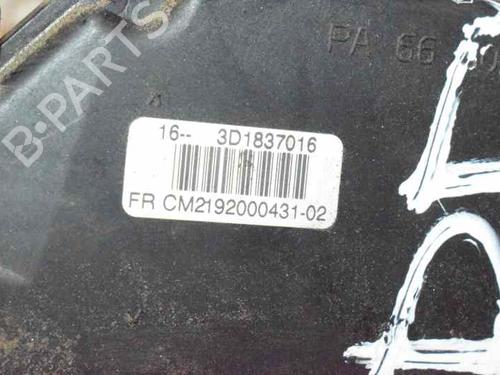 B-PARTS
PA 66
16-- 3D1837016
FR CM2192000431-02